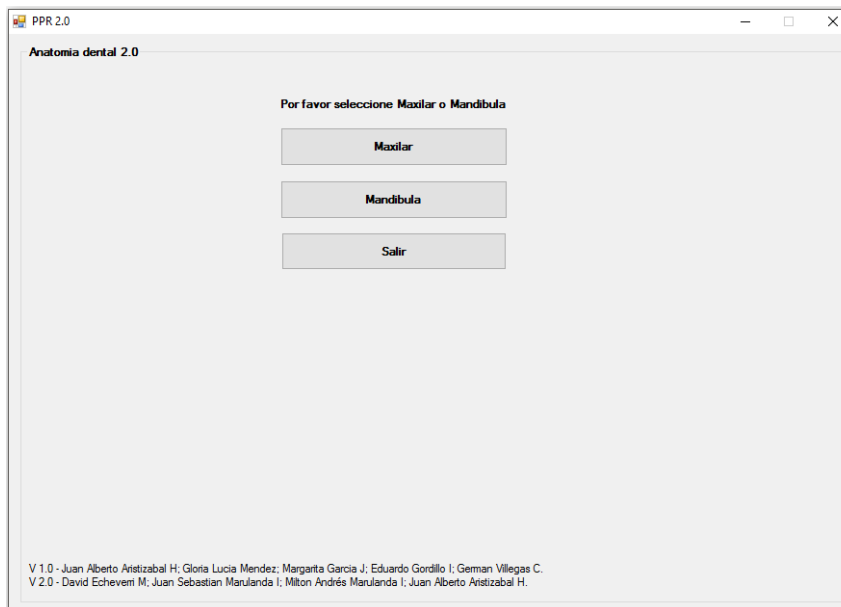 PPR 2.0
Anatomia dental 2.0
Por favor seleccione Maxilar o Mandibula
Maxilar
Mandibula
Salir
V 1.0 - Juan Alberto Aristizabal H; Gloria Lucia Mendez; Margarita Garcia J; Eduardo Gordillo I; German Villegas C.
V 2.0 - David Echeverri M; Juan Sebastian Marulanda I; Milton Andrés Marulanda I; Juan Alberto Aristizabal H.